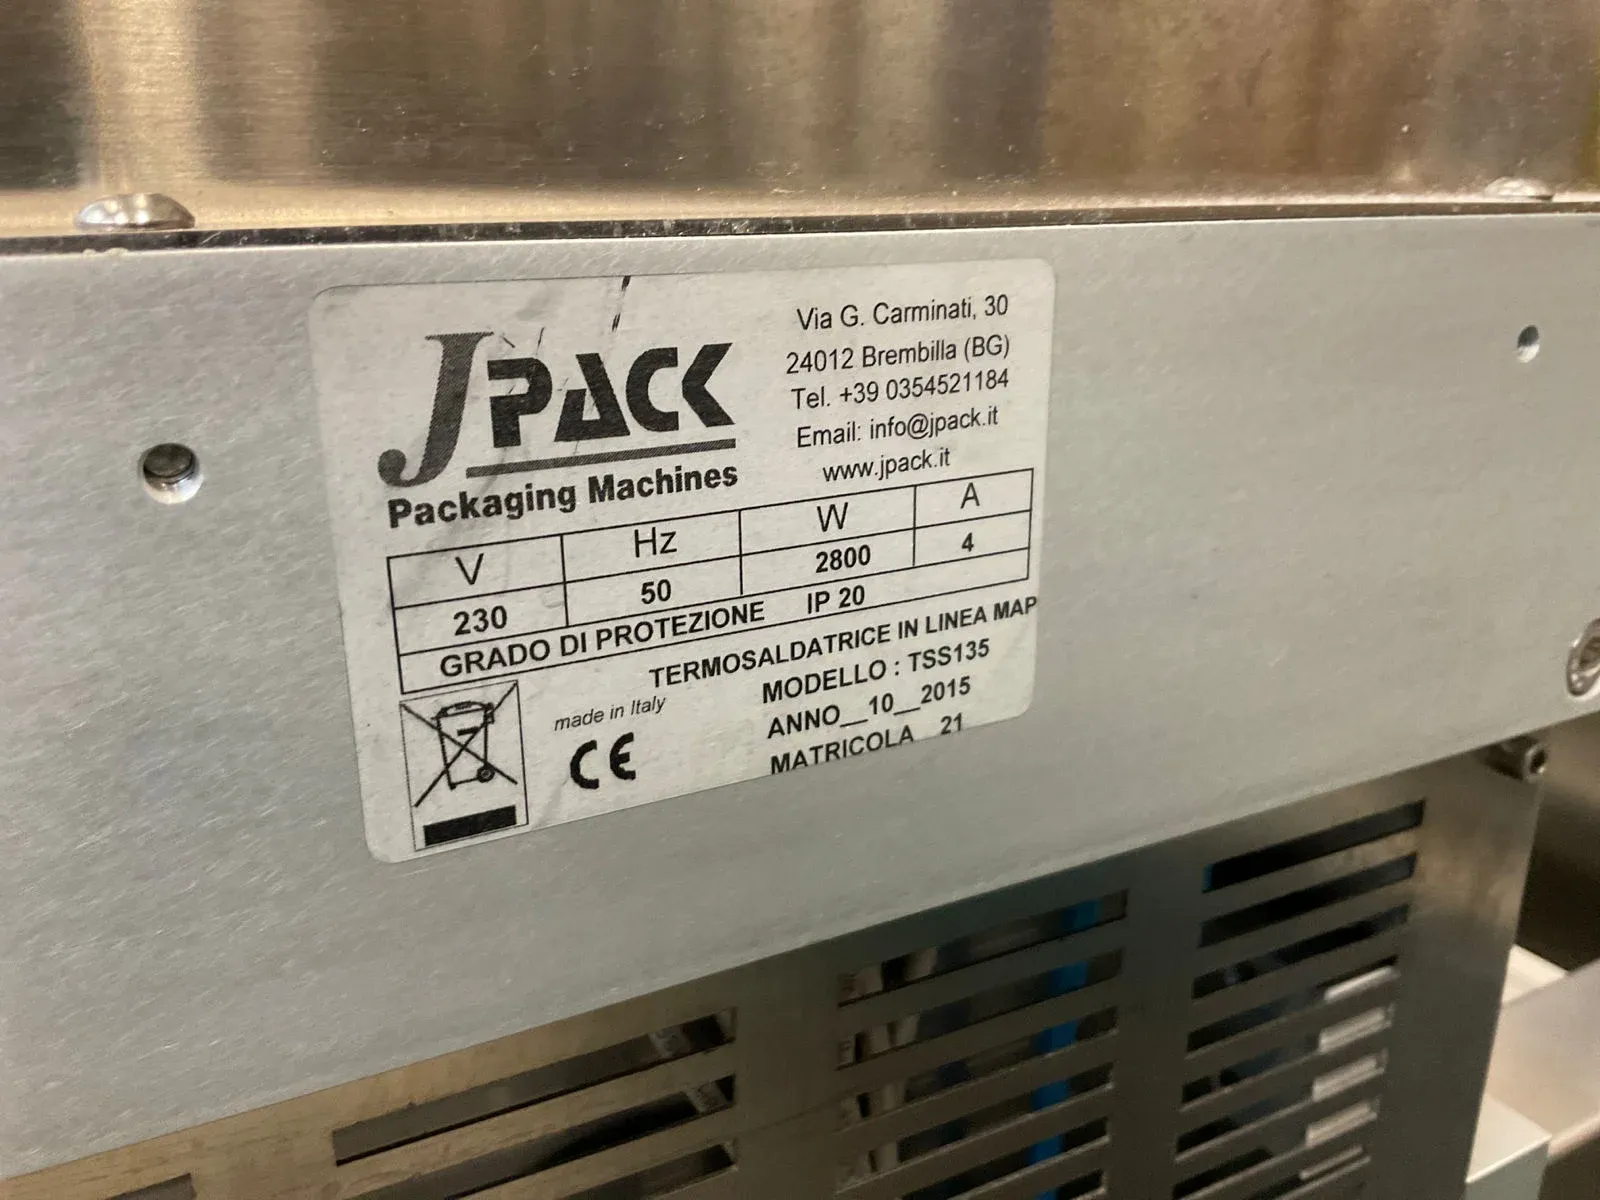 JPACK
Packaging Machines
Via G. Carminati, 30
24012 Brembilla (BG)
Tel. +39 0354521184
Email: info@jpack.it
www.jpack.it
V Hz W A
230 50 2800 4
GRADO DI PROTEZIONE IP 20
TERMOSALDATRICE IN LINEA MAP
MODELLO : TSS135
made in Italy
ANNO__10__2015
CE
MATRICOLA 21